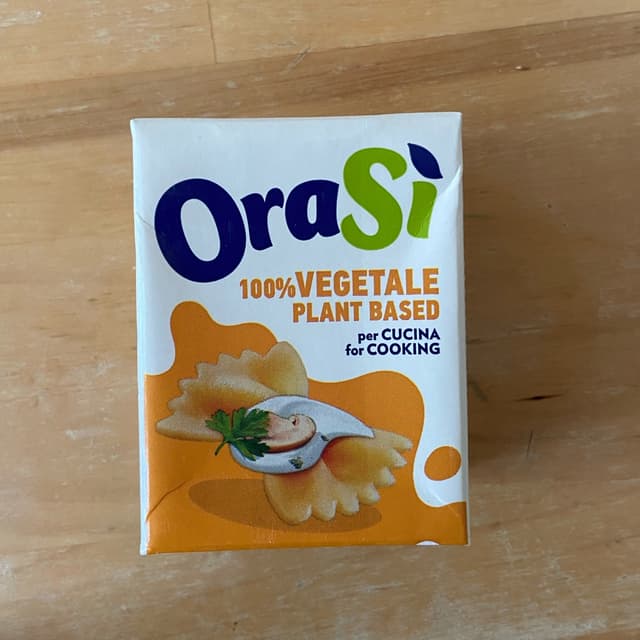 OraSì
100% VEGETALE
PLANT BASED
per CUCINA
for COOKING